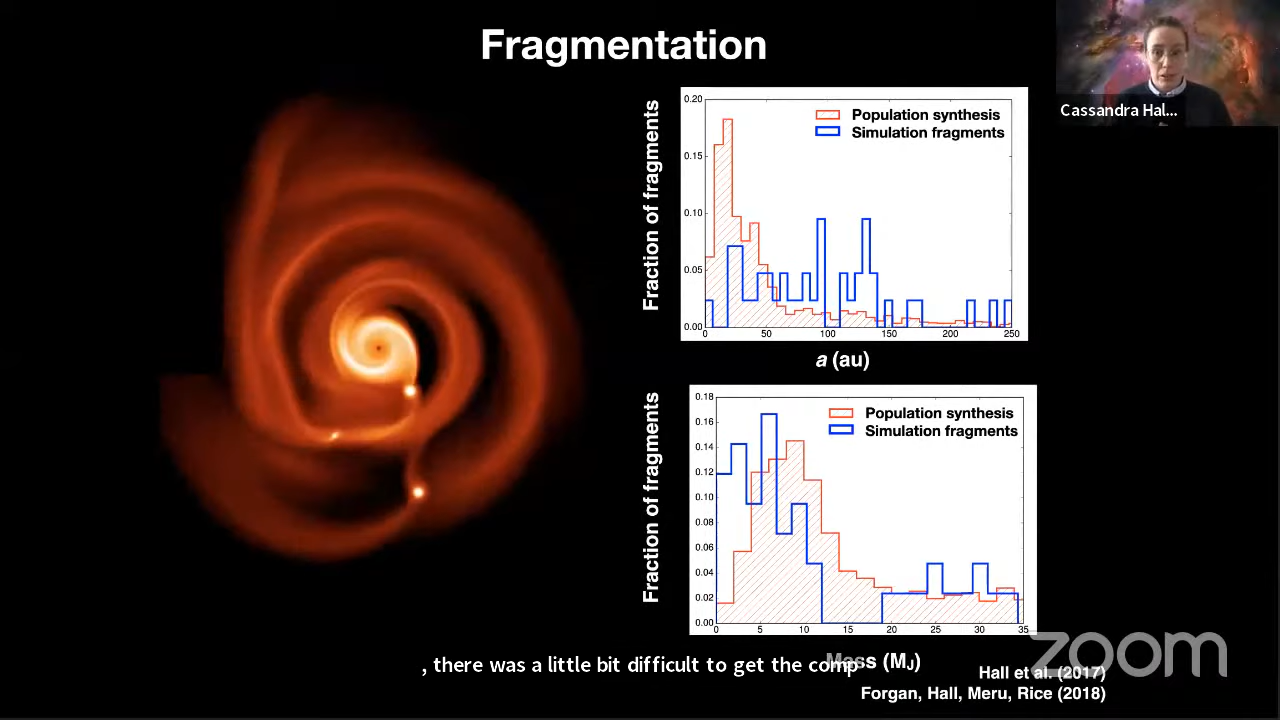 Fragmentation
Cassandra Hal...
Fraction of fragments
0.20
0.15
0.10
0.05
0.00
Population synthesis
Simulation fragments
0
50
100
150
200
250
a (au)
Fraction of fragments
0.18
0.16
0.14
0.12
0.10
0.08
0.06
0.04
0.02
0.00
Population synthesis
Simulation fragments
0
5
10
15
20
25
30
35
Mass (MJ)
, there was a little bit difficult to get the comp
zoom
Hall et al. (2017)
Forgan, Hall, Meru, Rice (2018)